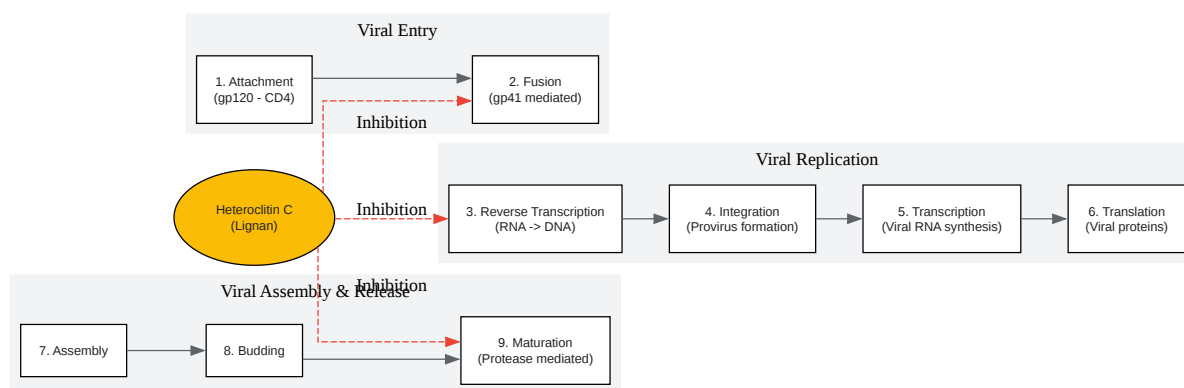 Viral Entry
1. Attachment
(gp120 - CD4)
2. Fusion
(gp41 mediated)
Inhibition
Viral Replication
Heteroclitin C
(Lignan)
Inhibition
3. Reverse Transcription
(RNA -> DNA)
4. Integration
(Provirus formation)
5. Transcription
(Viral RNA synthesis)
6. Translation
(Viral proteins)
Inhibition
Viral Assembly & Release
7. Assembly
8. Budding
9. Maturation
(Protease mediated)